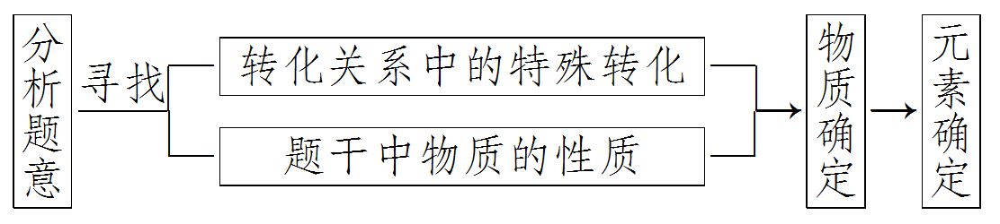 分析题意
寻找
转化关系中的特殊转化
题干中物质的性质
物质确定
元素确定